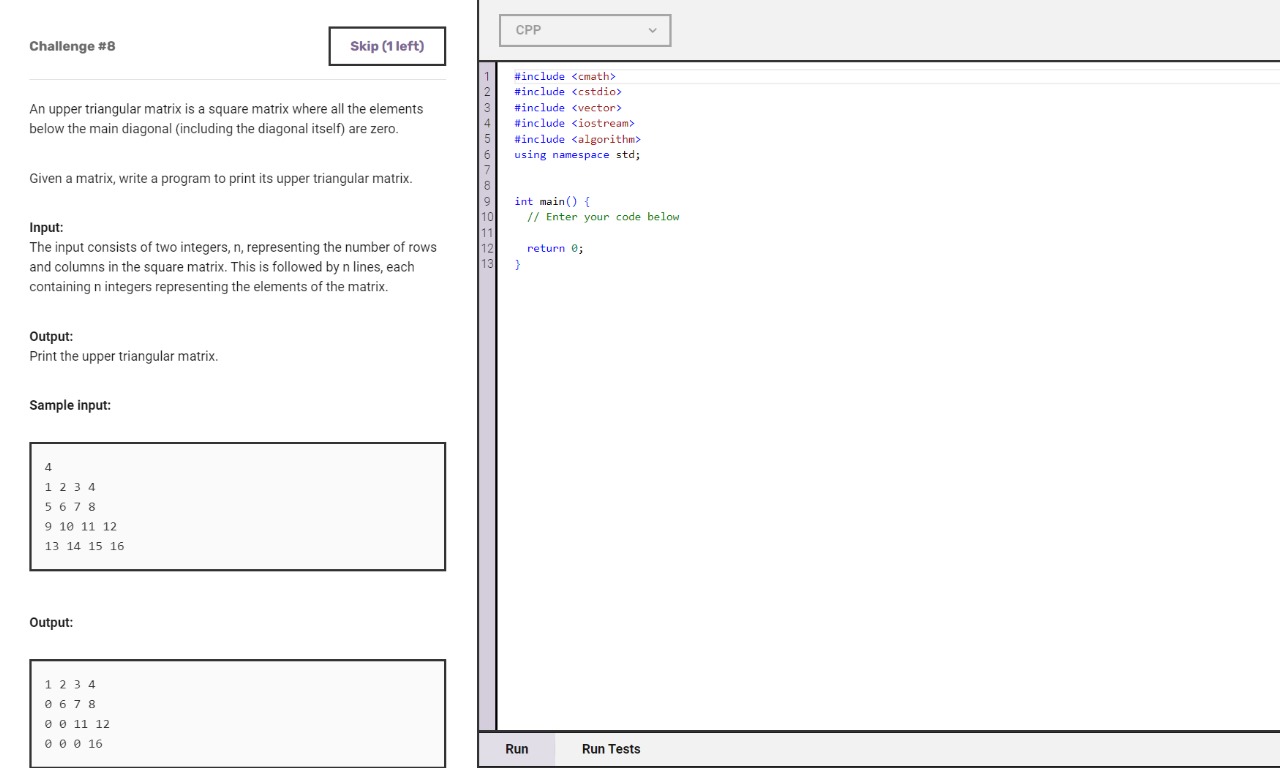 Challenge #8
Skip (1 left)
An upper triangular matrix is a square matrix where all the elements
below the main diagonal (including the diagonal itself) are zero.
Given a matrix, write a program to print its upper triangular matrix.
Input:
The input consists of two integers, n, representing the number of rows
and columns in the square matrix. This is followed by n lines, each
containing n integers representing the elements of the matrix.
Output:
Print the upper triangular matrix.
Sample input:
4
1 2 3 4
5 6 7 8
9 10 11 12
13 14 15 16
Output:
1 2 3 4
0 6 7 8
0 0 11 12
0 0 0 16
CPP
1 #include <cmath>
2 #include <cstdio>
3 #include <vector>
4 #include <iostream>
5 #include <algorithm>
6 using namespace std;
7
8
9 int main() {
10 // Enter your code below
11
12 return 0;
13 }
Run
Run Tests